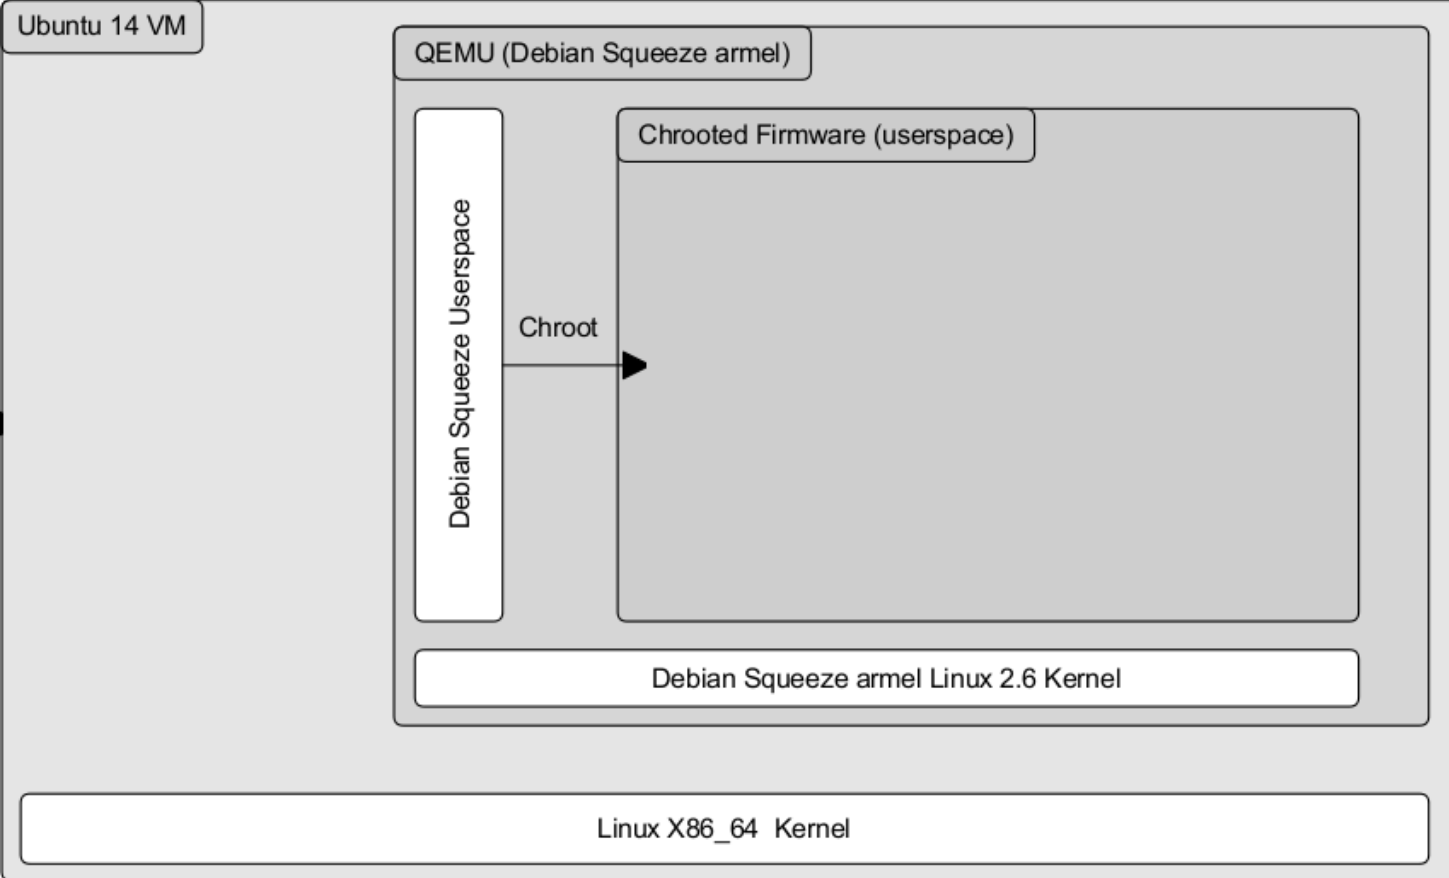 Ubuntu 14 VM
QEMU (Debian Squeeze armel)
Chrooted Firmware (userspace)
Debian Squeeze Userspace
Chroot
Debian Squeeze armel Linux 2.6 Kernel
Linux X86_64 Kernel